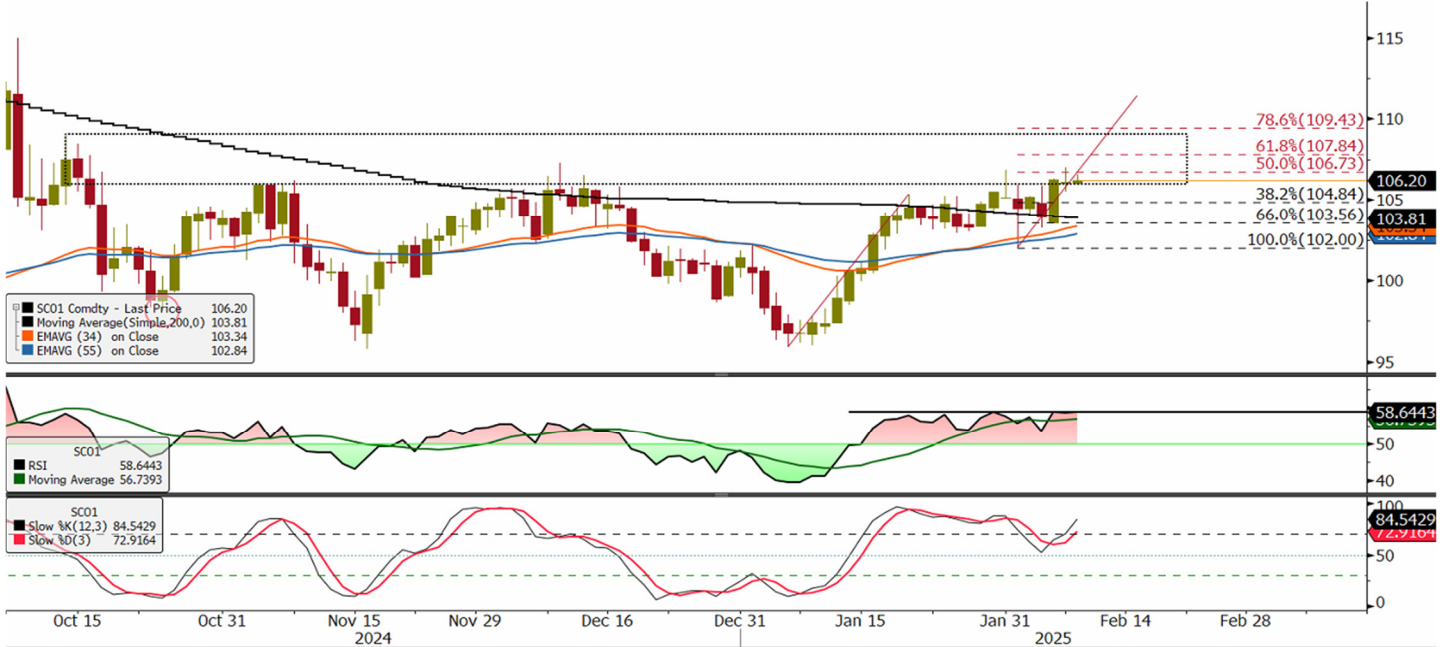 115
110
105
100
95
78.6%(109.43)
61.8%(107.84)
50.0%(106.73)
38.2%(104.84)
66.0%(103.56)
100.0%(102.00)
106.20
103.81
SCO1 Comdty - Last Price 106.20
Moving Average(Simple,200,0) 103.81
EMAVG (34) on Close 103.34
EMAVG (55) on Close 102.84
58.6443
50
40
SCO1
RSI 58.6443
Moving Average 56.7393
100
84.5429
72.9164
50
0
SCO1
Slow %K(12,3) 84.5429
Slow %D(3) 72.9164
Oct 15 Oct 31 Nov 15 Nov 29 Dec 16 Dec 31 Jan 15 Jan 31 Feb 14 Feb 28
2024 2025